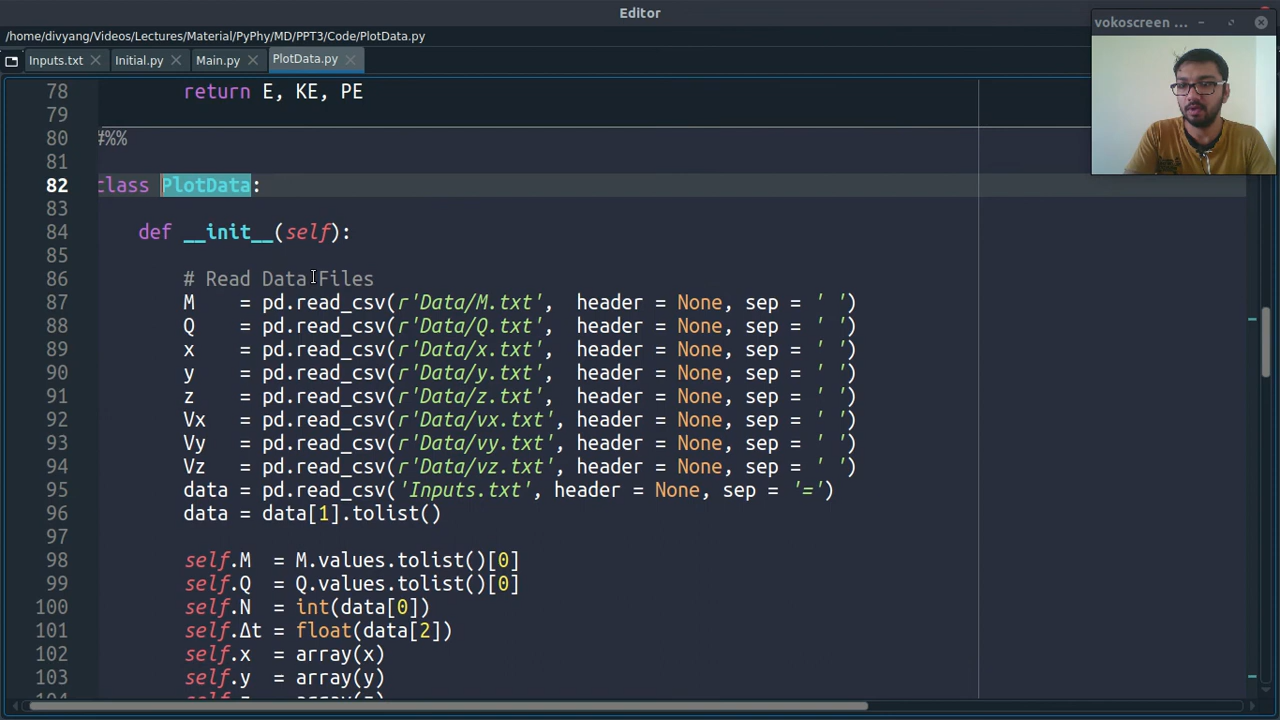 Editor
vokoscreen ...
/home/divyang/Videos/Lectures/Material/PyPhy/MD/PPT3/Code/PlotData.py
Inputs.txt Initial.py Main.py PlotData.py
78 return E, KE, PE
79
80 #%%
81
82 class PlotData:
83
84 def __init__(self):
85
86 # Read Data Files
87 M = pd.read_csv(r'Data/M.txt', header = None, sep = ' ')
88 Q = pd.read_csv(r'Data/Q.txt', header = None, sep = ' ')
89 x = pd.read_csv(r'Data/x.txt', header = None, sep = ' ')
90 y = pd.read_csv(r'Data/y.txt', header = None, sep = ' ')
91 z = pd.read_csv(r'Data/z.txt', header = None, sep = ' ')
92 Vx = pd.read_csv(r'Data/vx.txt', header = None, sep = ' ')
93 Vy = pd.read_csv(r'Data/vy.txt', header = None, sep = ' ')
94 Vz = pd.read_csv(r'Data/vz.txt', header = None, sep = ' ')
95 data = pd.read_csv('Inputs.txt', header = None, sep = '=')
96 data = data[1].tolist()
97
98 self.M = M.values.tolist()[0]
99 self.Q = Q.values.tolist()[0]
100 self.N = int(data[0])
101 self.Δt = float(data[2])
102 self.x = array(x)
103 self.y = array(y)